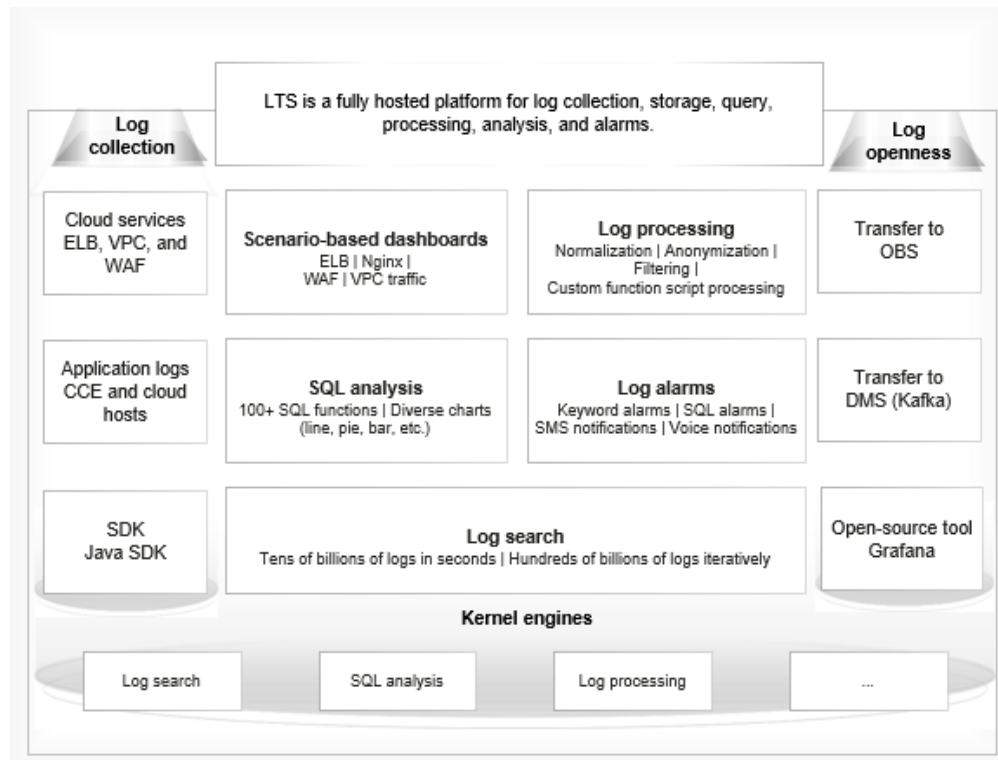 LTS is a fully hosted platform for log collection, storage, query,
processing, analysis, and alarms.
Log
collection
Log
openness
Cloud services
ELB, VPC, and
WAF
Scenario-based dashboards
ELB | Nginx |
WAF | VPC traffic
Log processing
Normalization | Anonymization |
Filtering |
Custom function script processing
Transfer to
OBS
Application logs
CCE and cloud
hosts
SQL analysis
100+ SQL functions | Diverse charts
(line, pie, bar, etc.)
Log alarms
Keyword alarms | SQL alarms |
SMS notifications | Voice notifications
Transfer to
DMS (Kafka)
SDK
Java SDK
Log search
Tens of billions of logs in seconds | Hundreds of billions of logs iteratively
Open-source tool
Grafana
Kernel engines
Log search
SQL analysis
Log processing
...